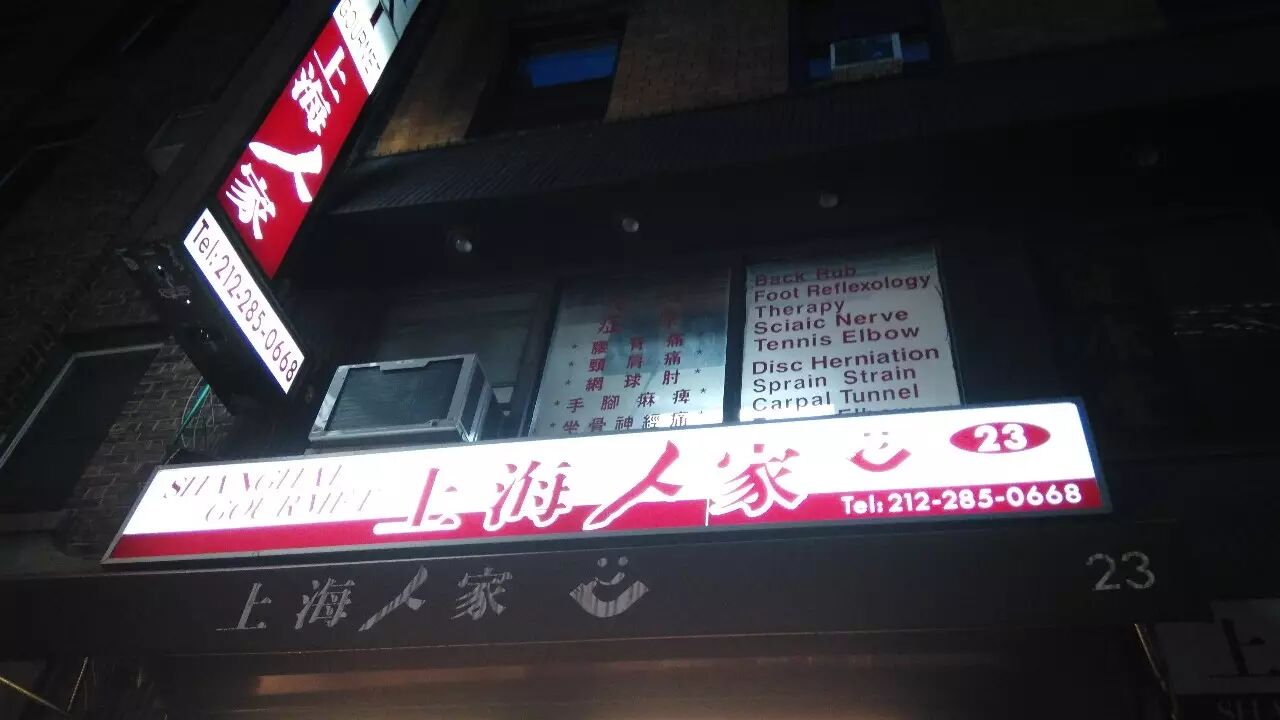 GOURMET
上海人家
Tel: 212-285-0668
腰背痛
頸肩痛
網球肘
手腳麻痺
坐骨神經痛
Back Rub
Foot Reflexology
Therapy
Sciaic Nerve
Tennis Elbow
Disc Herniation
Sprain Strain
Carpal Tunnel
SHANGHAI
GOURMET
上海人家
23
Tel: 212-285-0668
上海人家
23